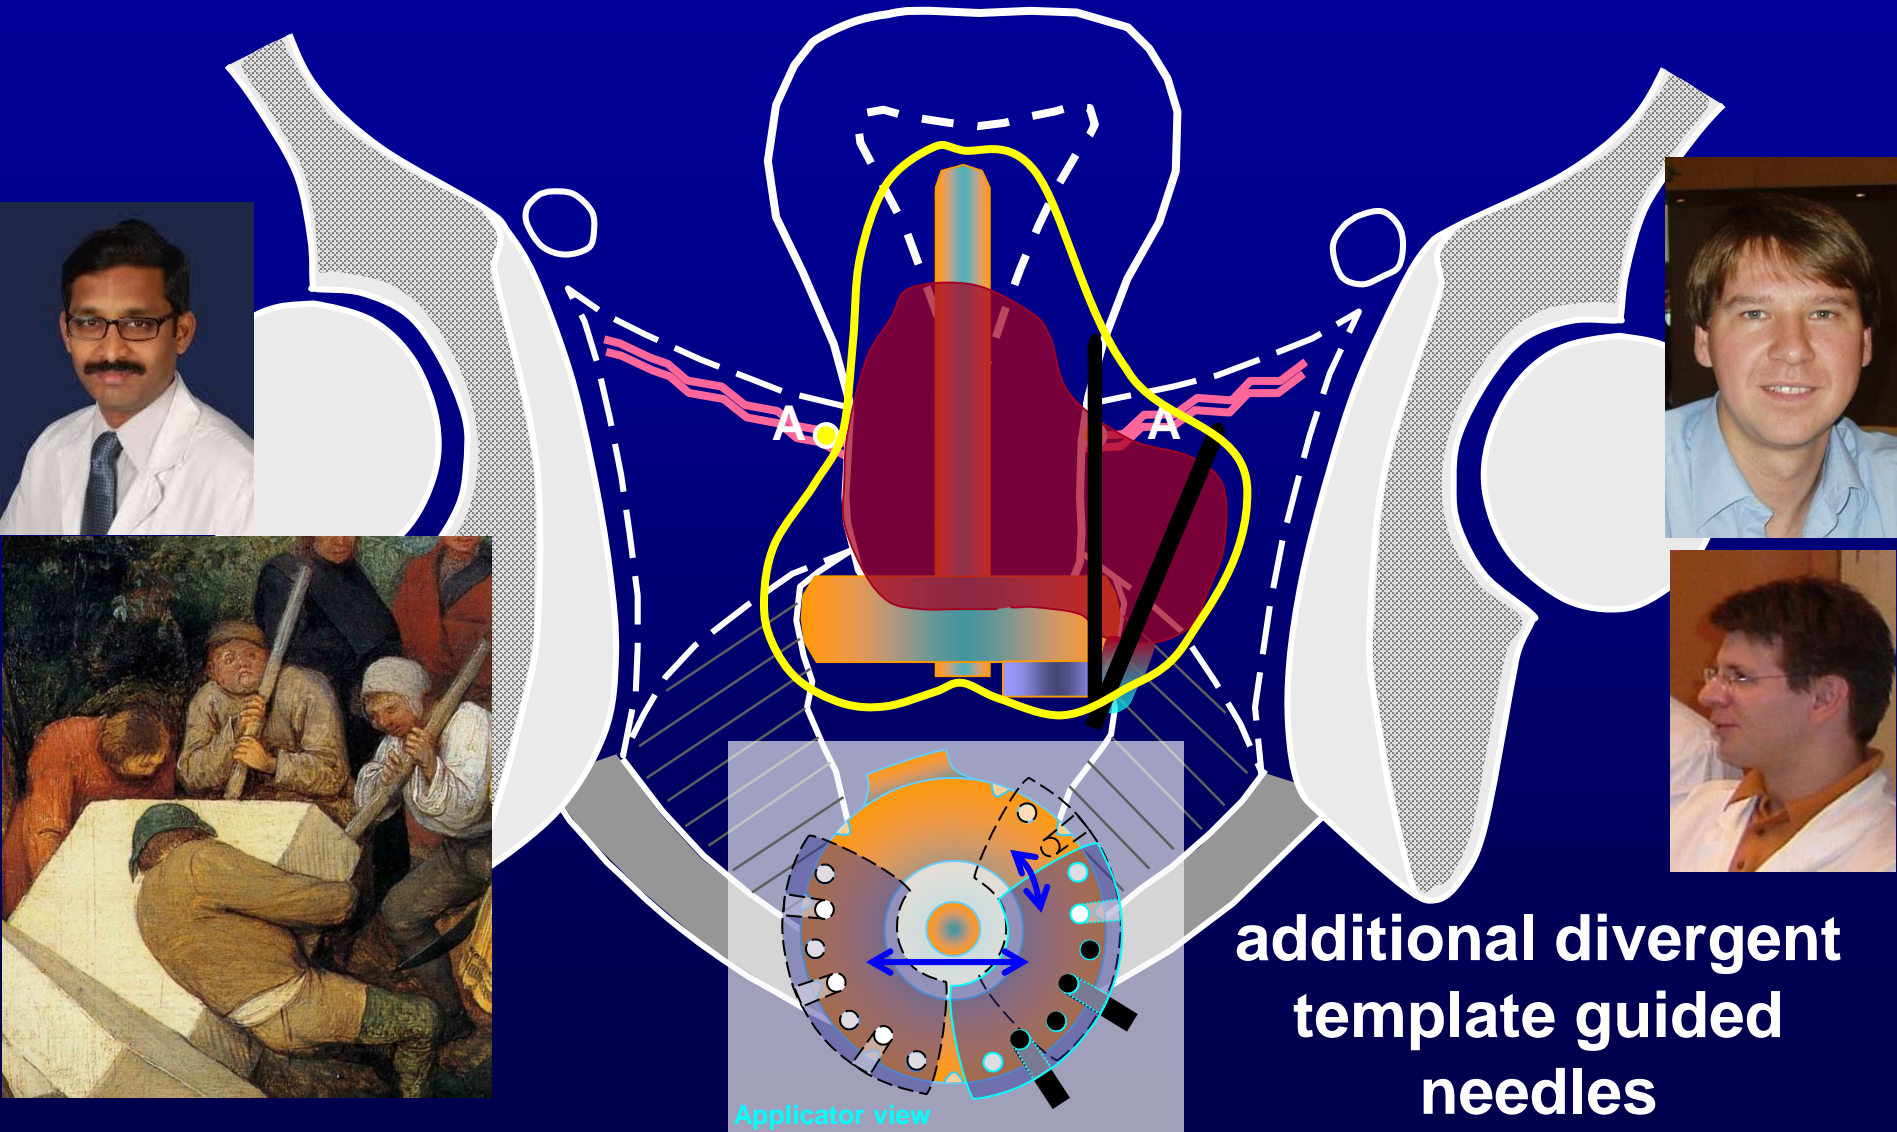 A
A
additional divergent
template guided
needles
Applicator view